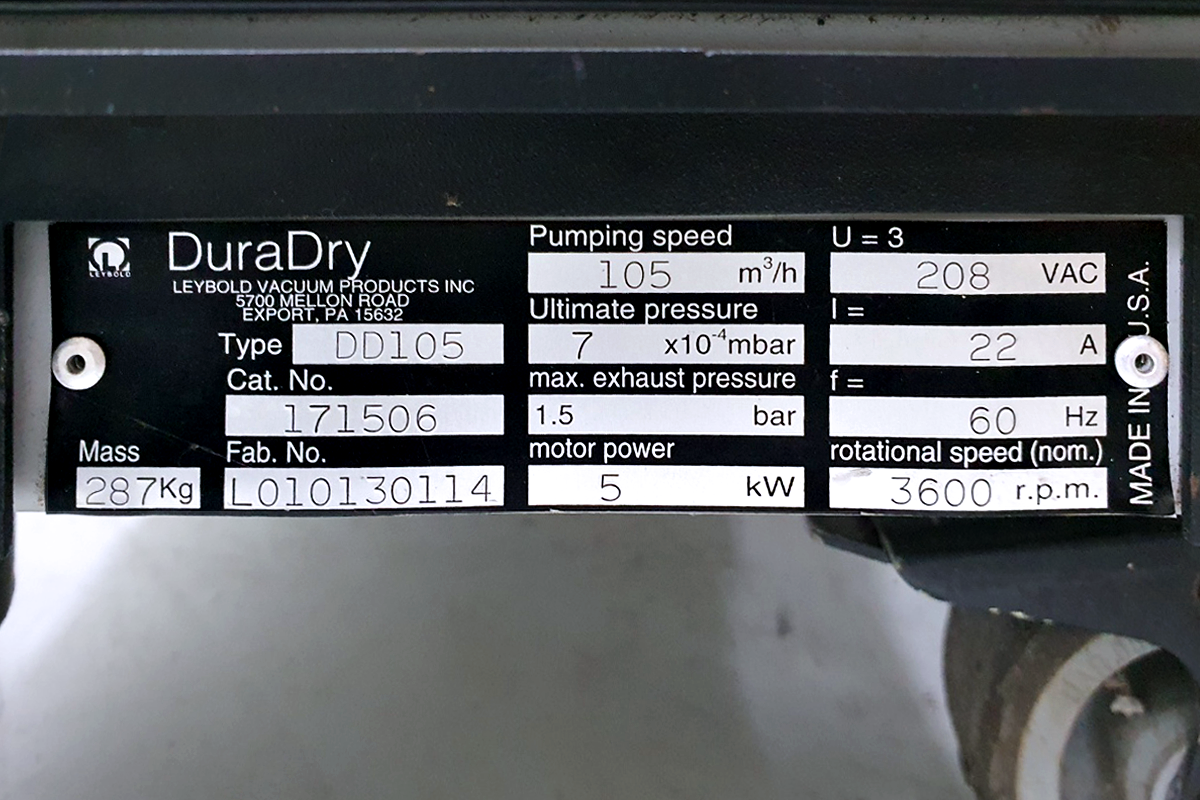 LEYBOLD
DuraDry
LEYBOLD VACUUM PRODUCTS INC
5700 MELLON ROAD
EXPORT, PA 15632
Type DD105
Cat. No.
171506
Mass
287Kg
Fab. No.
L010130114
Pumping speed
105 m³/h
Ultimate pressure
7 x10⁻⁴mbar
max. exhaust pressure
1.5 bar
motor power
5 kW
U = 3
208 VAC
I =
22 A
f =
60 Hz
rotational speed (nom.)
3600 r.p.m.
MADE IN U.S.A.